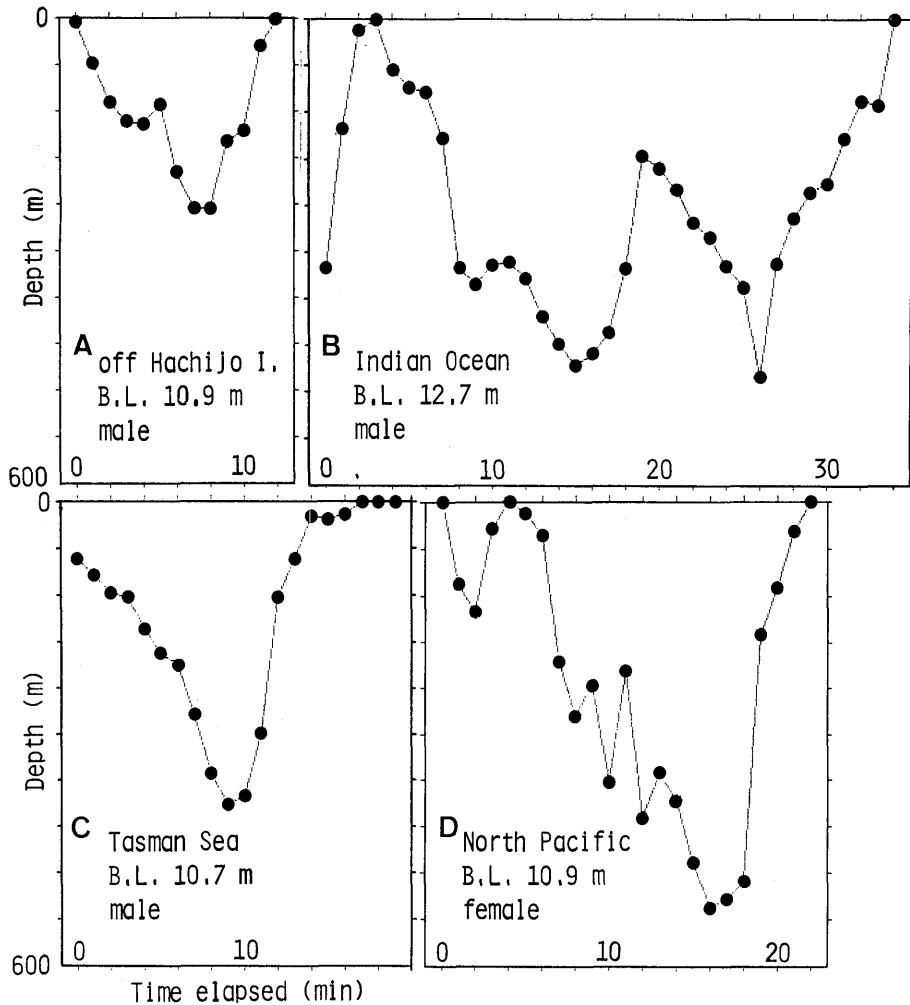 0
Depth (m)
600
A
off Hachijo I.
B.L. 10.9 m
male
0 10
B
Indian Ocean
B.L. 12.7 m
male
0 10 20 30
0
Depth (m)
600
C
Tasman Sea
B.L. 10.7 m
male
0 10
D
North Pacific
B.L. 10.9 m
female
0 10 20
Time elapsed (min)